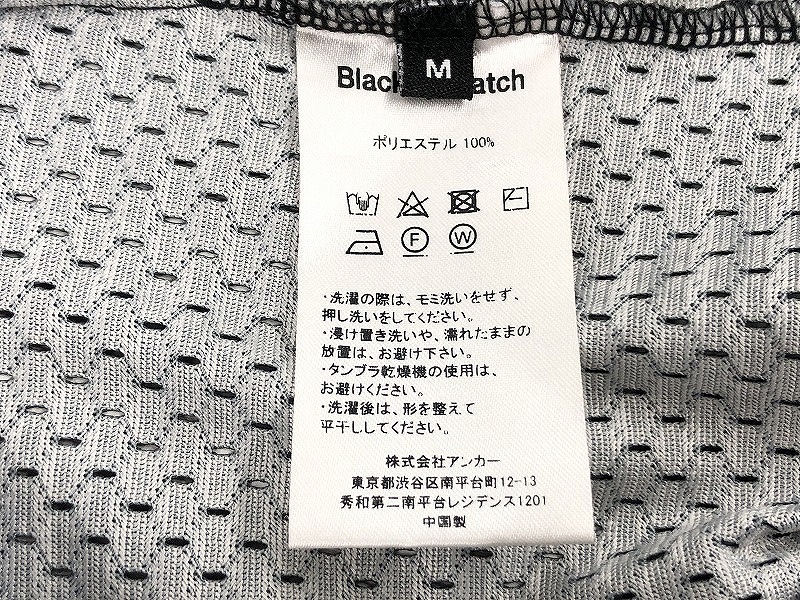 M
Black atch
ポリエステル 100%
F W
・洗濯の際は、モミ洗いをせず、
押し洗いをしてください。
・浸け置き洗いや、濡れたままの
放置は、お避け下さい。
・タンブラ乾燥機の使用は、
お避けください。
・洗濯後は、形を整えて
平干ししてください。
株式会社アンカー
東京都渋谷区南平台町12-13
秀和第二南平台レジデンス1201
中国製